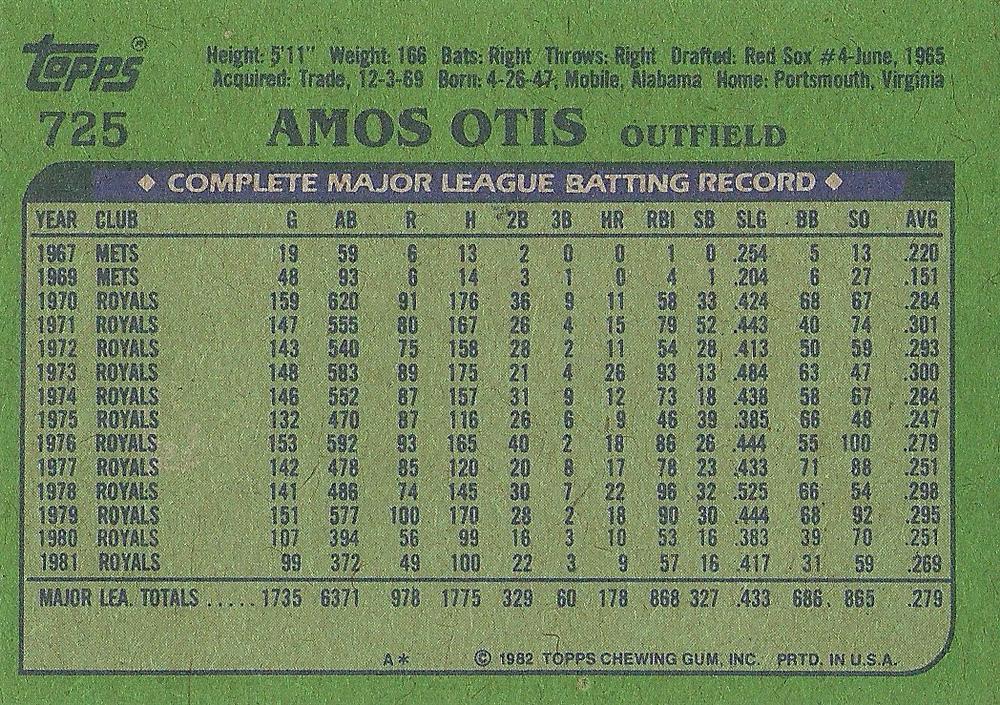 Topps® Height: 5'11" Weight: 166 Bats: Right Throws: Right Drafted: Red Sox #4-June, 1965
Acquired: Trade, 12-3-69 Born: 4-26-47, Mobile, Alabama Home: Portsmouth, Virginia
725 AMOS OTIS OUTFIELD
◆ COMPLETE MAJOR LEAGUE BATTING RECORD ◆
YEAR CLUB G AB R H 2B 3B HR RBI SB SLG BB SO AVG
1967 METS 19 59 6 13 2 0 0 1 0 .254 5 13 .220
1969 METS 48 93 6 14 3 1 0 4 1 .204 6 27 .151
1970 ROYALS 159 620 91 176 36 9 11 58 33 .424 68 67 .284
1971 ROYALS 147 555 80 167 26 4 15 79 52 .443 40 74 .301
1972 ROYALS 143 540 75 158 28 2 11 54 28 .413 50 59 .293
1973 ROYALS 148 583 89 175 21 4 26 93 13 .484 63 47 .300
1974 ROYALS 146 552 87 157 31 9 12 73 18 .438 58 67 .284
1975 ROYALS 132 470 87 116 26 6 9 46 39 .385 66 48 .247
1976 ROYALS 153 592 93 165 40 2 18 86 26 .444 55 100 .279
1977 ROYALS 142 478 85 120 20 8 17 78 23 .433 71 88 .251
1978 ROYALS 141 486 74 145 30 7 22 96 32 .525 66 54 .298
1979 ROYALS 151 577 100 170 28 2 18 90 30 .444 68 92 .295
1980 ROYALS 107 394 56 99 16 3 10 53 16 .383 39 70 .251
1981 ROYALS 99 372 49 100 22 3 9 57 16 .417 31 59 .269
MAJOR LEA. TOTALS ..... 1735 6371 978 1775 329 60 178 868 327 .433 686 865 .279
A* © 1982 TOPPS CHEWING GUM, INC. PRTD. IN U.S.A.